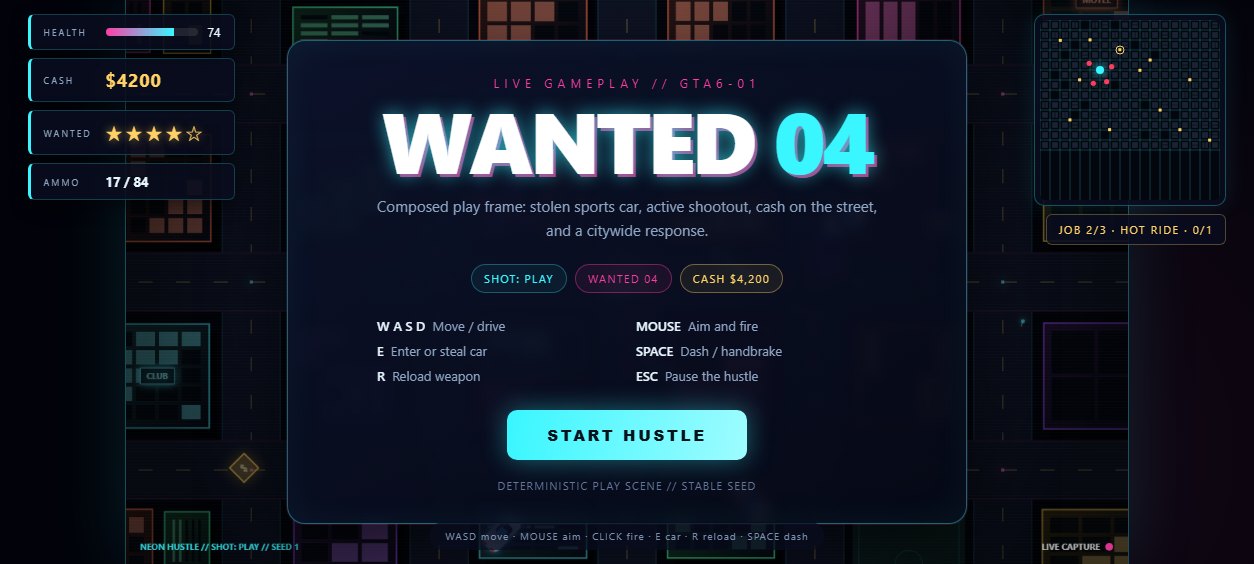 HEALTH 74
CASH $4200
WANTED ★★★★☆
AMMO 17 / 84
LIVE GAMEPLAY // GTA6-01
WANTED 04
Composed play frame: stolen sports car, active shootout, cash on the street,
and a citywide response.
SHOT: PLAY WANTED 04 CASH $4,200
W A S D Move / drive MOUSE Aim and fire
E Enter or steal car SPACE Dash / handbrake
R Reload weapon ESC Pause the hustle
START HUSTLE
DETERMINISTIC PLAY SCENE // STABLE SEED
MOTEL
JOB 2/3 · HOT RIDE · 0/1
CLUB
$
WASD move · MOUSE aim · CLICK fire · E car · R reload · SPACE dash
NEON HUSTLE // SHOT: PLAY // SEED 1
LIVE CAPTURE